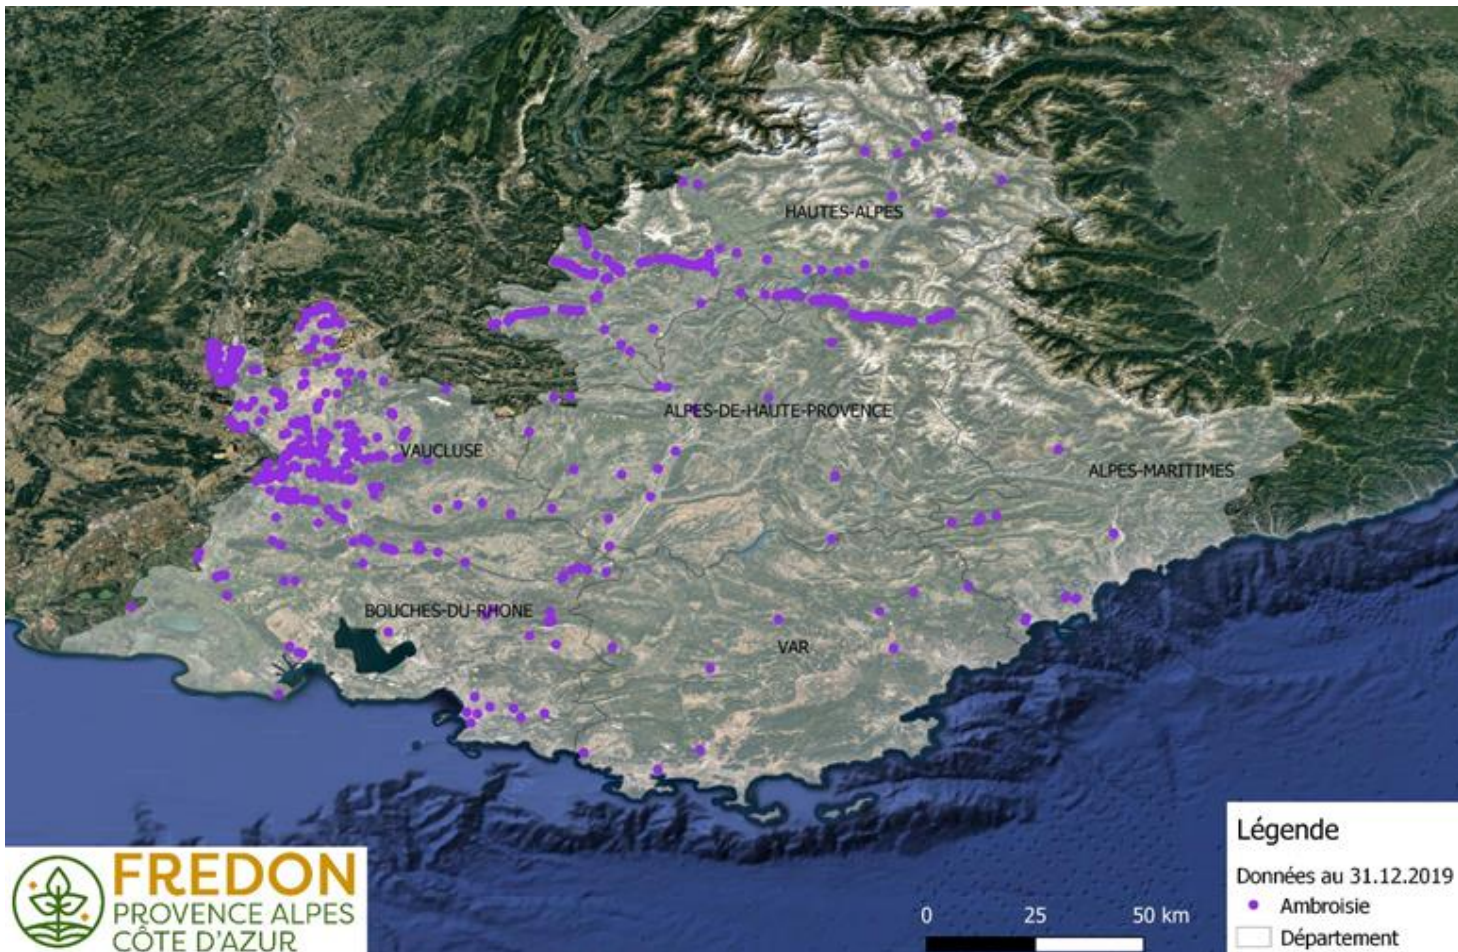 HAUTES-ALPES
ALPES-DE-HAUTE-PROVENCE
VAUCLUSE
ALPES-MARITIMES
BOUCHES-DU-RHONE
VAR
FREDON
PROVENCE ALPES
CÔTE D'AZUR
0 25 50 km
Légende
Données au 31.12.2019
Ambroisie
Département